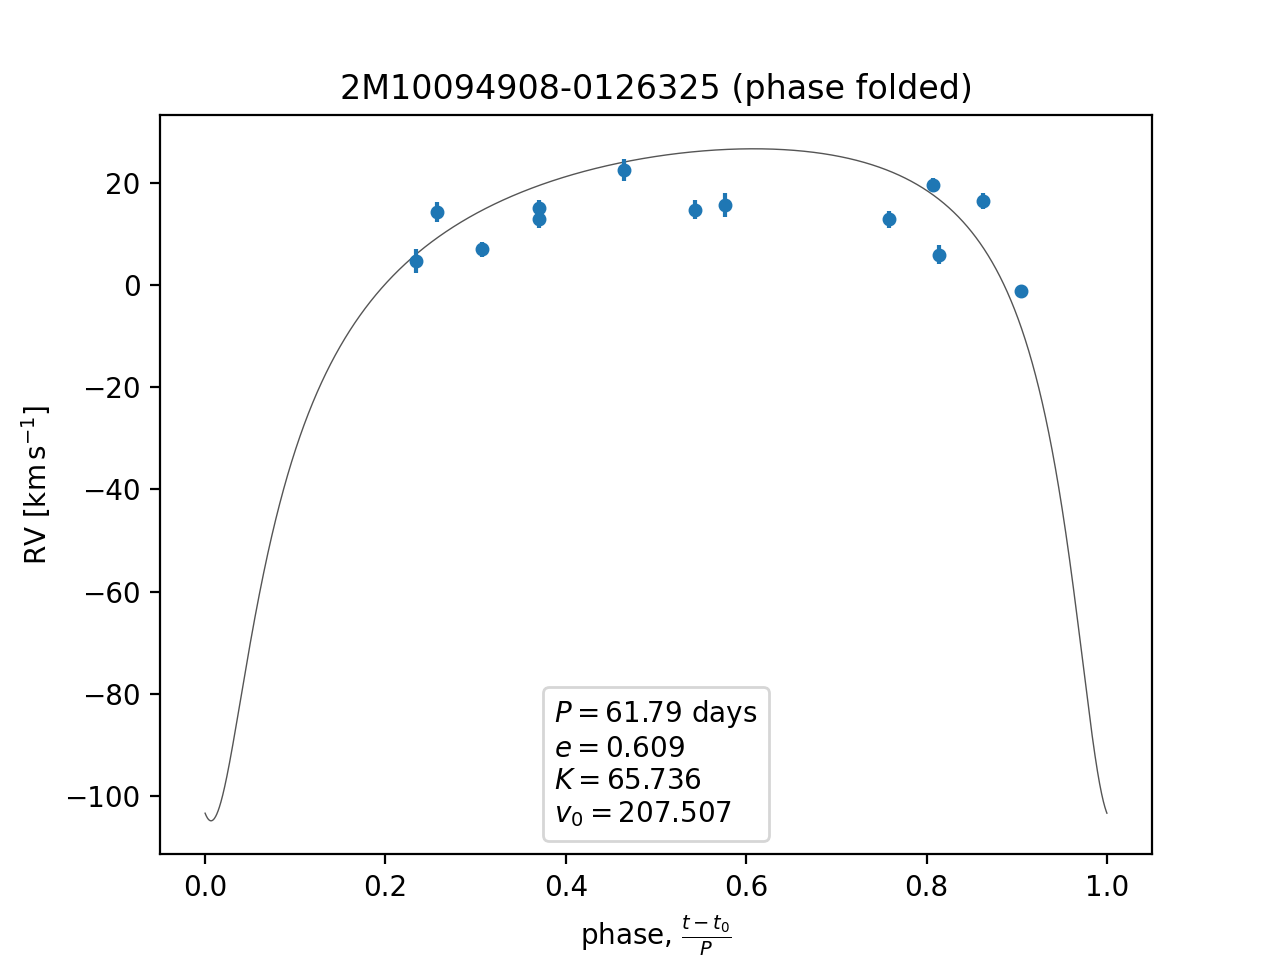 2M10094908-0126325 (phase folded)
RV [km s⁻¹]
20
0
−20
−40
−60
−80
−100
P = 61.79 days
e = 0.609
K = 65.736
v₀ = 207.507
0.0 0.2 0.4 0.6 0.8 1.0
phase, (t − t₀)/P